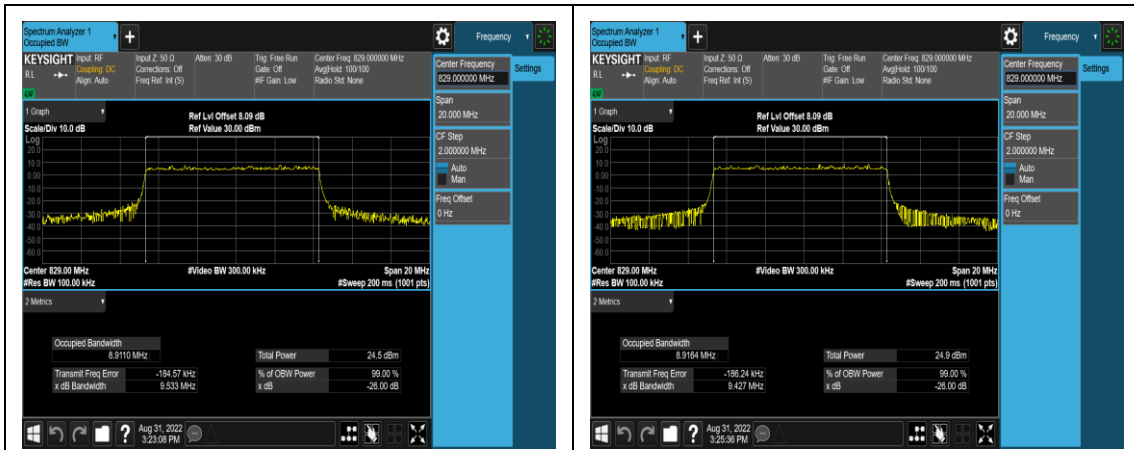 Spectrum Analyzer 1
Occupied BW
Frequency
KEYSIGHT
RL
LW
Input: RF
Coupling: DC
Align: Auto
Input Z: 50 Ω
Corrections: Off
Freq Ref: Int (S)
Atten: 30 dB
Trig: Free Run
Gate: Off
#IF Gain: Low
Center Freq: 829.000000 MHz
Avg|Hold: 100/100
Radio Std: None
Center Frequency
829.000000 MHz
Settings
Span
20.000 MHz
CF Step
2.000000 MHz
Auto
Man
Freq Offset
0 Hz
1 Graph
Scale/Div 10.0 dB
Ref Lvl Offset 8.09 dB
Ref Value 30.00 dBm
Log
20.0
10.0
0.00
-10.0
-20.0
-30.0
-40.0
-50.0
-60.0
Center 829.00 MHz
#Video BW 300.00 kHz
Span 20 MHz
#Res BW 100.00 kHz
#Sweep 200 ms (1001 pts)
2 Metrics
Occupied Bandwidth
8.9110 MHz
Total Power 24.5 dBm
Transmit Freq Error -184.57 kHz
% of OBW Power 99.00 %
x dB Bandwidth 9.533 MHz
x dB -26.00 dB
Aug 31, 2022
3:23:08 PM
Spectrum Analyzer 1
Occupied BW
Frequency
KEYSIGHT
RL
LW
Input: RF
Coupling: DC
Align: Auto
Input Z: 50 Ω
Corrections: Off
Freq Ref: Int (S)
Atten: 30 dB
Trig: Free Run
Gate: Off
#IF Gain: Low
Center Freq: 829.000000 MHz
Avg|Hold: 100/100
Radio Std: None
Center Frequency
829.000000 MHz
Settings
Span
20.000 MHz
CF Step
2.000000 MHz
Auto
Man
Freq Offset
0 Hz
1 Graph
Scale/Div 10.0 dB
Ref Lvl Offset 8.09 dB
Ref Value 30.00 dBm
Log
20.0
10.0
0.00
-10.0
-20.0
-30.0
-40.0
-50.0
-60.0
Center 829.00 MHz
#Video BW 300.00 kHz
Span 20 MHz
#Res BW 100.00 kHz
#Sweep 200 ms (1001 pts)
2 Metrics
Occupied Bandwidth
8.9164 MHz
Total Power 24.9 dBm
Transmit Freq Error -186.24 kHz
% of OBW Power 99.00 %
x dB Bandwidth 9.427 MHz
x dB -26.00 dB
Aug 31, 2022
3:25:36 PM